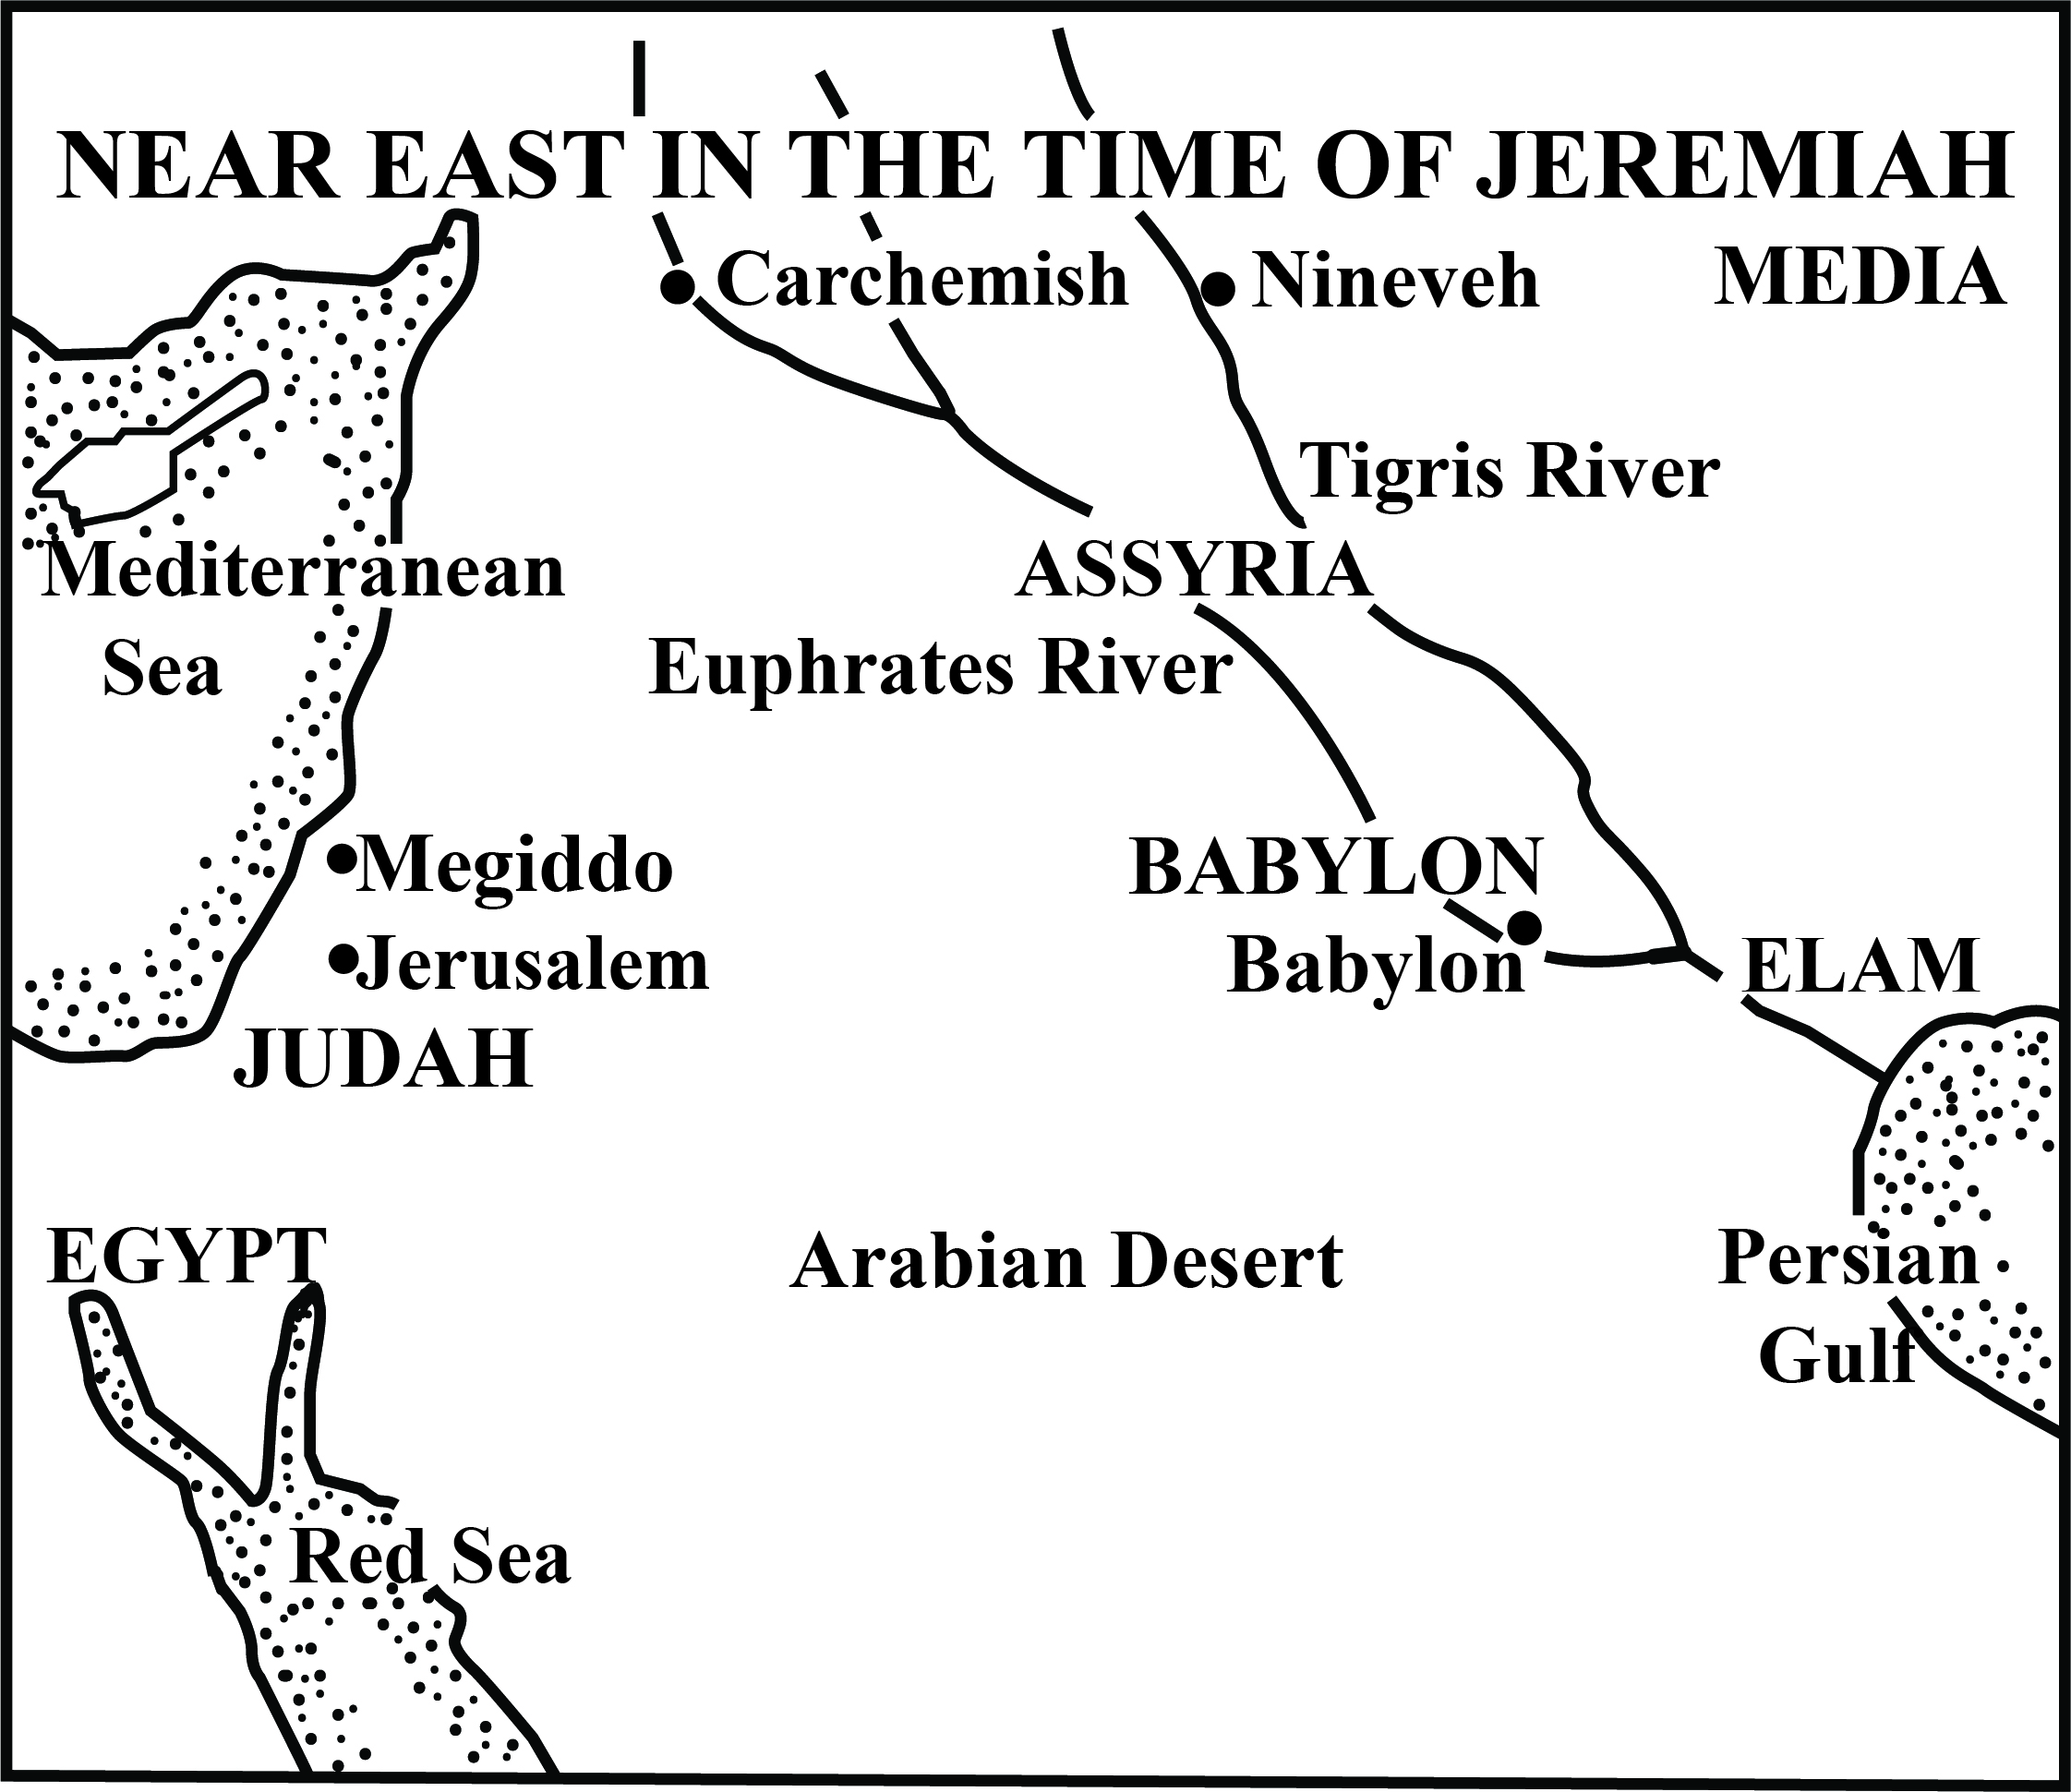 NEAR EAST IN THE TIME OF JEREMIAH
Carchemish
Nineveh
MEDIA
Tigris River
Mediterranean
Sea
ASSYRIA
Euphrates River
Megiddo
BABYLON
Jerusalem
Babylon
ELAM
JUDAH
EGYPT
Arabian Desert
Persian
Gulf
Red Sea